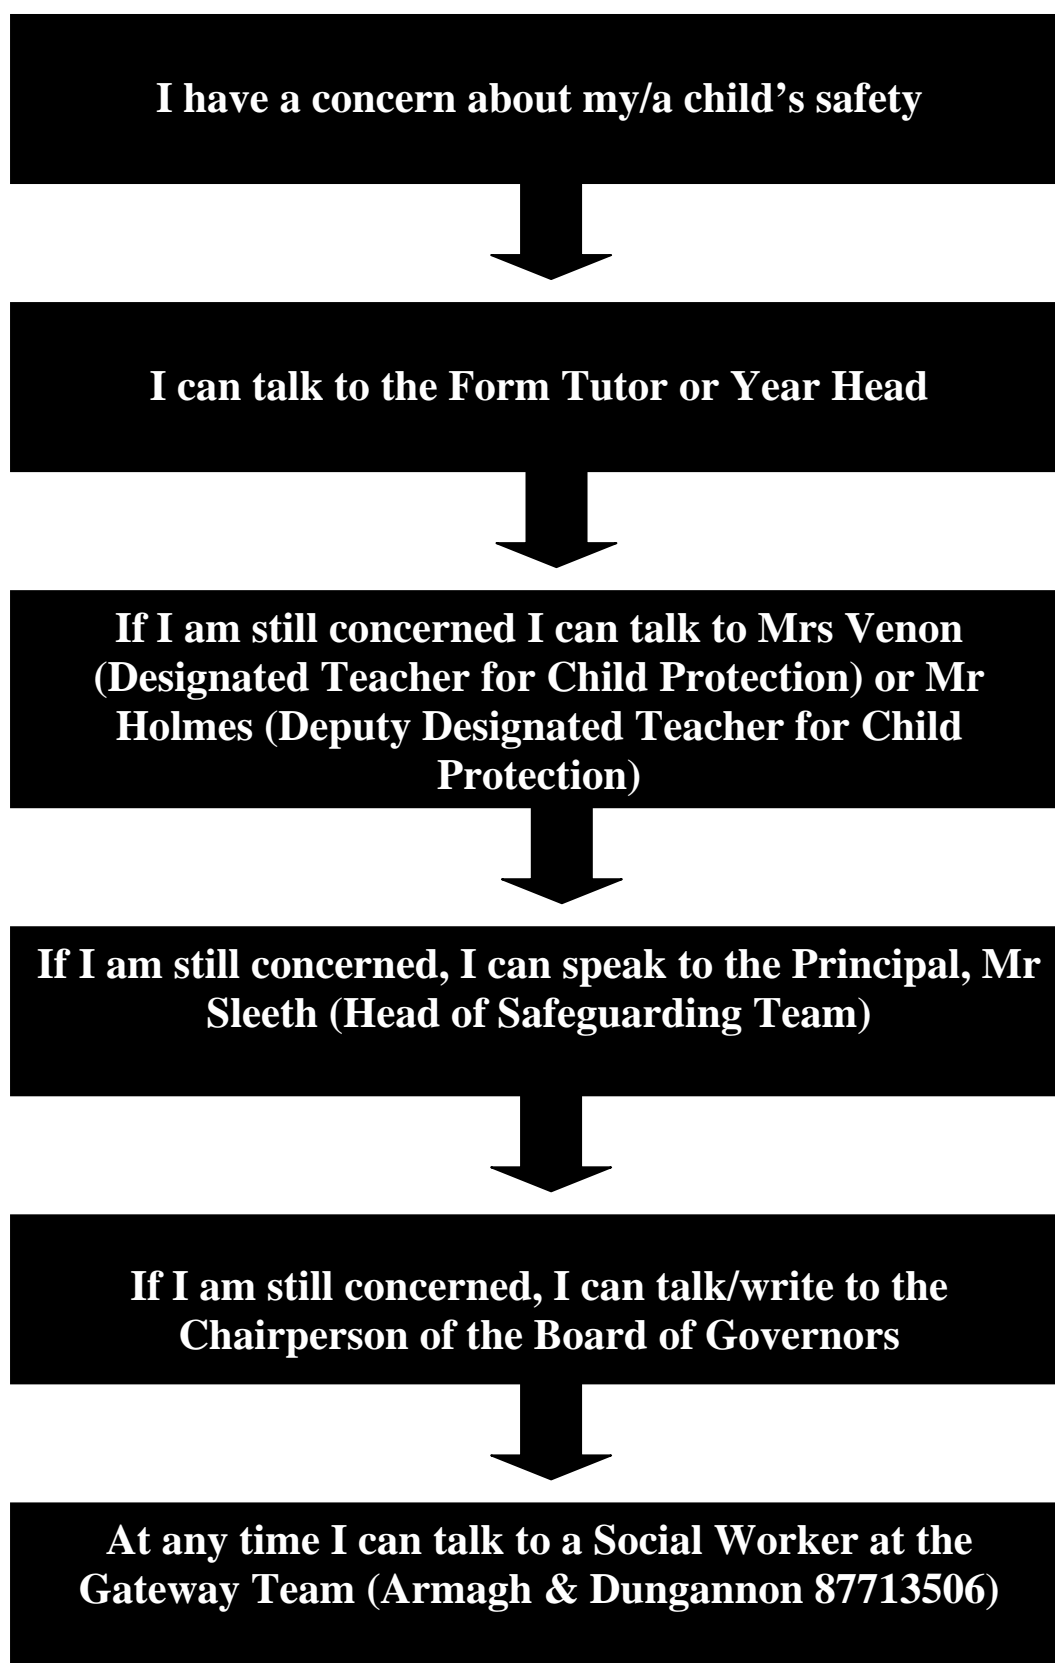 I have a concern about my/a child’s safety
I can talk to the Form Tutor or Year Head
If I am still concerned I can talk to Mrs Venon
(Designated Teacher for Child Protection) or Mr
Holmes (Deputy Designated Teacher for Child
Protection)
If I am still concerned, I can speak to the Principal, Mr
Sleeth (Head of Safeguarding Team)
If I am still concerned, I can talk/write to the
Chairperson of the Board of Governors
At any time I can talk to a Social Worker at the
Gateway Team (Armagh & Dungannon 87713506)